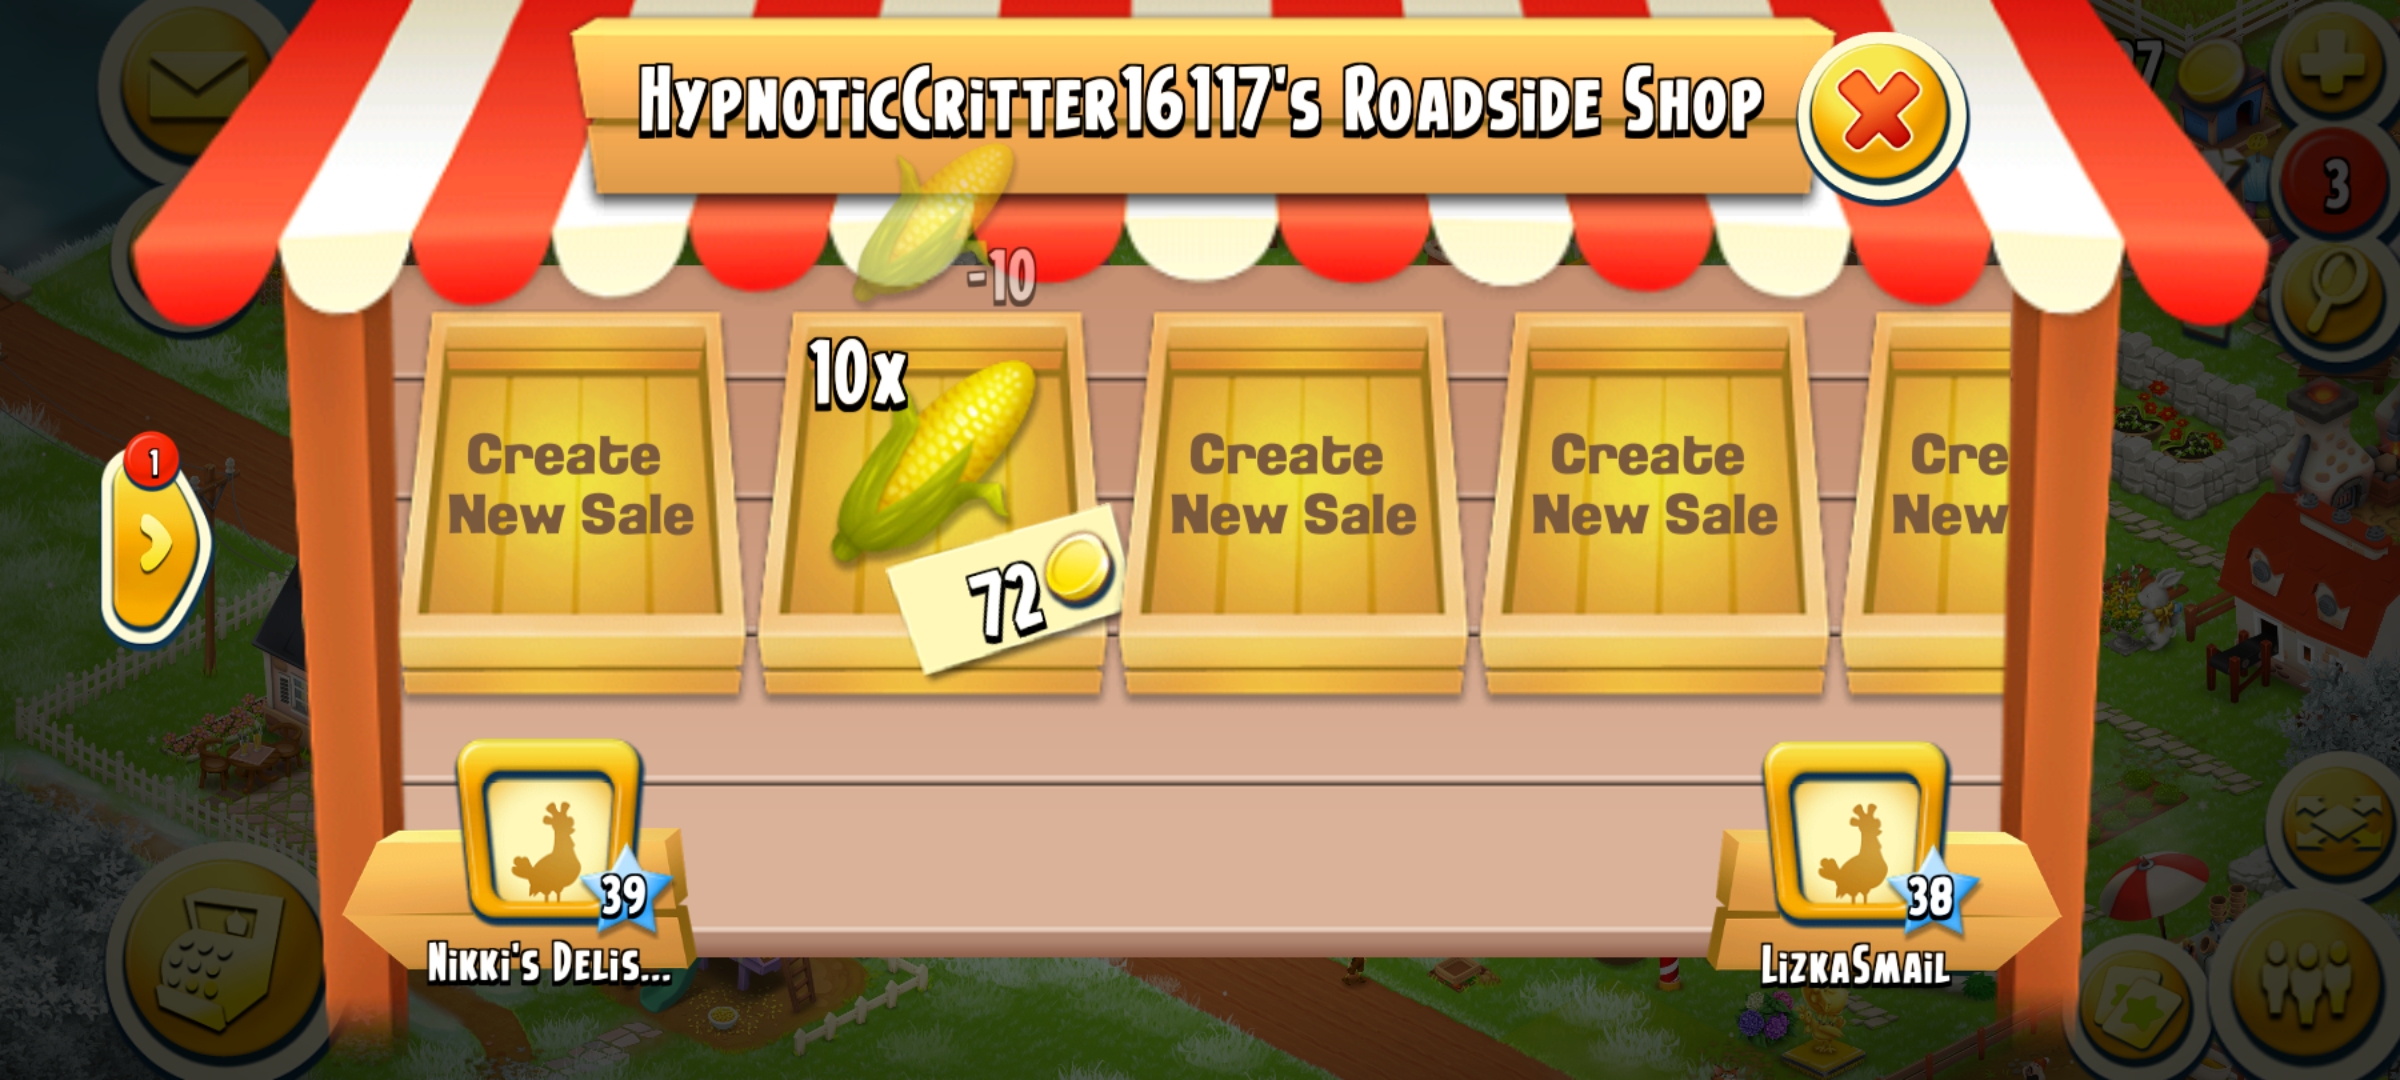 HypnoticCritter16117's Roadside Shop
3
-10
10x
Create
New Sale
72
Create
New Sale
Create
New Sale
Cre
New
1
39
Nikki's Delis...
38
LizkaSmail